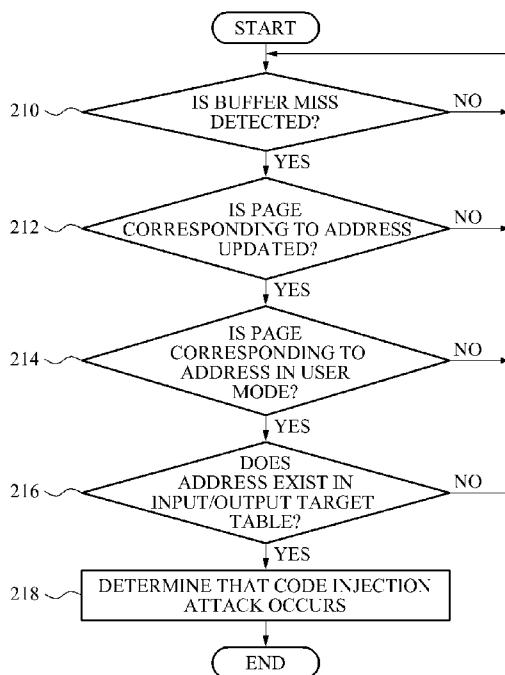 START
210
IS BUFFER MISS
DETECTED?
NO
YES
212
IS PAGE
CORRESPONDING TO ADDRESS
UPDATED?
NO
YES
214
IS PAGE
CORRESPONDING TO
ADDRESS IN USER
MODE?
NO
YES
216
DOES
ADDRESS EXIST IN
INPUT/OUTPUT TARGET
TABLE?
NO
YES
218
DETERMINE THAT CODE INJECTION
ATTACK OCCURS
END